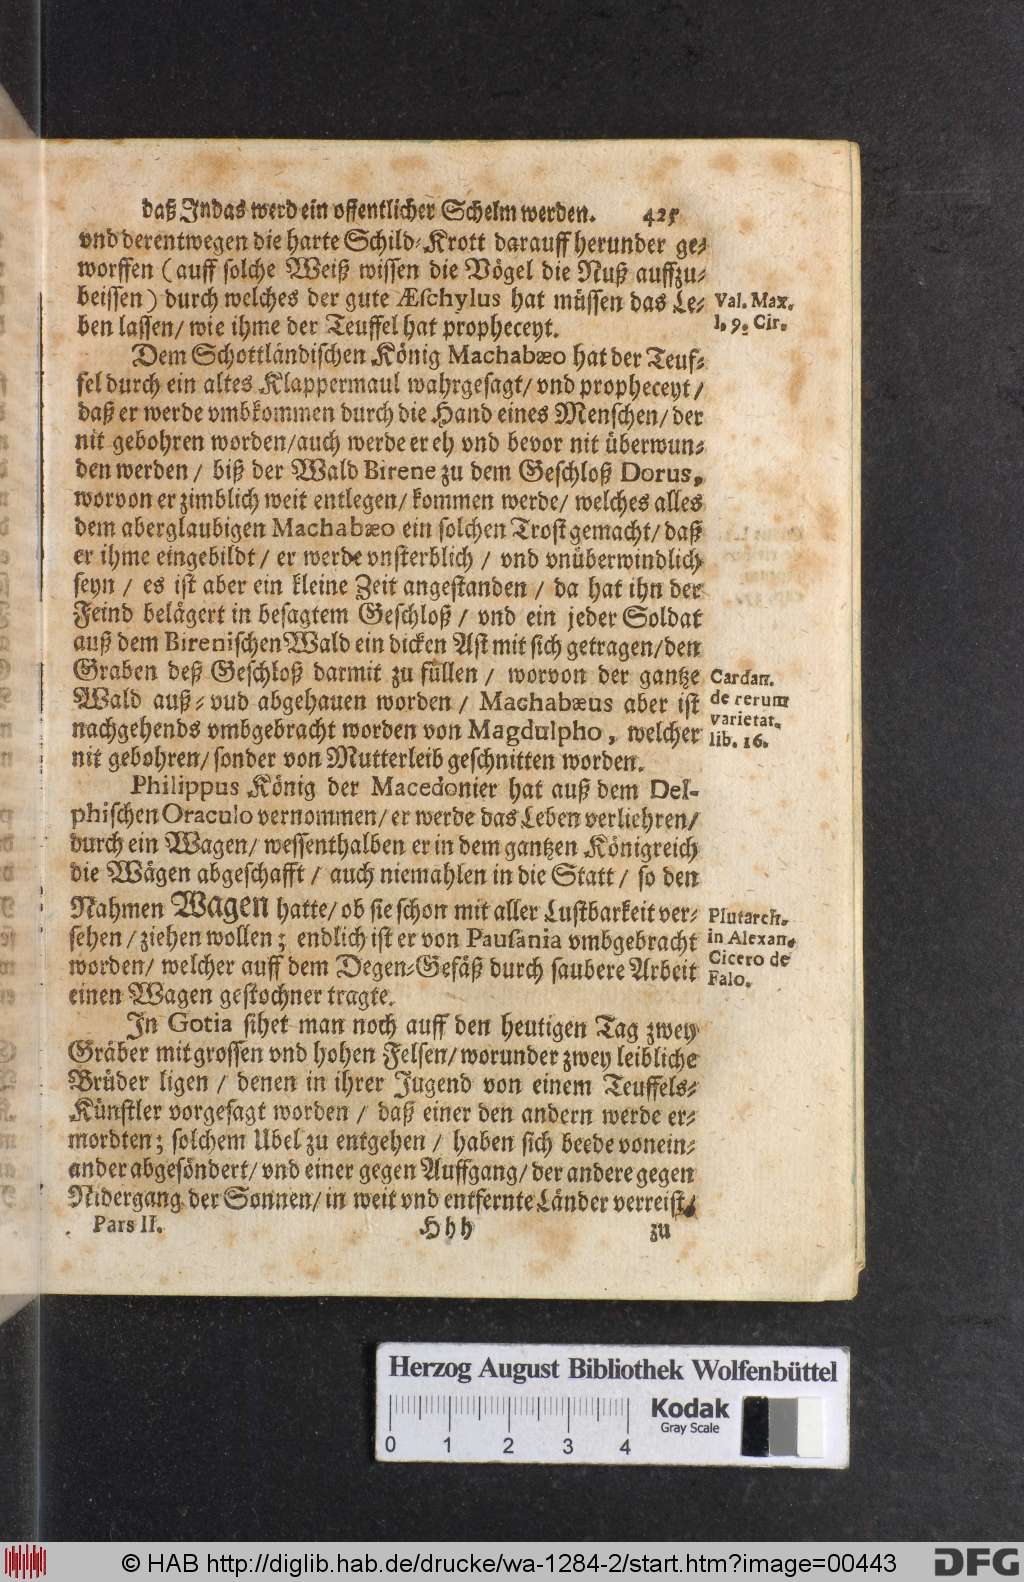 daß Judas werd ein offentlicher Schelm werden. 425
vnd derentwegen die harte Schild-Krott darauff herunder ge-
worffen (auff solche Weiß wissen die Vögel die Nuß auffzu-
beissen) durch welches der gute Æschylus hat müssen das Le-
ben lassen/ wie ihme der Teuffel hat propheceyt.
Val. Max.
l. 9. Cir.
Dem Schottländischen König Machabæo hat der Teuf-
fel durch ein altes Klappermaul wahrgesagt/ vnd propheceyt/
daß er werde vmbkommen durch die Hand eines Menschen/ der
nit gebohren worden/ auch werde er eh vnd bevor nit überwun-
den werden/ biß der Wald Birene zu dem Geschloß Dorus,
worvon er zimblich weit entlegen/ kommen werde/ welches alles
dem aberglaubigen Machabæo ein solchen Trost gemacht/ daß
er ihme eingebildt/ er werde vnsterblich/ vnd vnüberwindlich
seyn/ es ist aber ein kleine Zeit angestanden/ da hat ihn der
Feind belägert in besagtem Geschloß/ vnd ein jeder Soldat
auß dem Birenischen Wald ein dicken Ast mit sich getragen/ den
Graben deß Geschloß darmit zu füllen/ worvon der gantze
Wald auß- vud abgehauen worden/ Machabæus aber ist
nachgehends vmbgebracht worden von Magdulpho, welcher
nit gebohren/ sonder von Mutterleib geschnitten worden.
Cardan.
de rerum
varietat.
lib. 16.
Philippus König der Macedonier hat auß dem Del-
phischen Oraculo vernommen/ er werde das Leben verliehren/
durch ein Wagen/ wessenthalben er in dem gantzen Königreich
die Wägen abgeschafft/ auch niemahlen in die Statt/ so den
Nahmen Wagen hatte/ ob sie schon mit aller Lustbarkeit ver-
sehen/ ziehen wollen; endlich ist er von Pausania vmbgebracht
worden/ welcher auff dem Degen-Gefäß durch saubere Arbeit
einen Wagen gestochner tragte.
Plutarch.
in Alexan.
Cicero de
Falo.
In Gotia sihet man noch auff den heutigen Tag zwey
Gräber mit grossen vnd hohen Felsen/ worunder zwey leibliche
Brüder ligen/ denen in ihrer Jugend von einem Teuffels-
Künstler vorgesagt worden/ daß einer den andern werde er-
mordten; solchem Ubel zu entgehen/ haben sich beede vonein-
ander abgesöndert/ vnd einer gegen Auffgang/ der andere gegen
Nidergang der Sonnen/ in weit vnd entfernte Länder verreist/
Pars II. Hhh zu
Herzog August Bibliothek Wolfenbüttel
Kodak
Gray Scale
0 1 2 3 4
© HAB http://diglib.hab.de/drucke/wa-1284-2/start.htm?image=00443 DFG